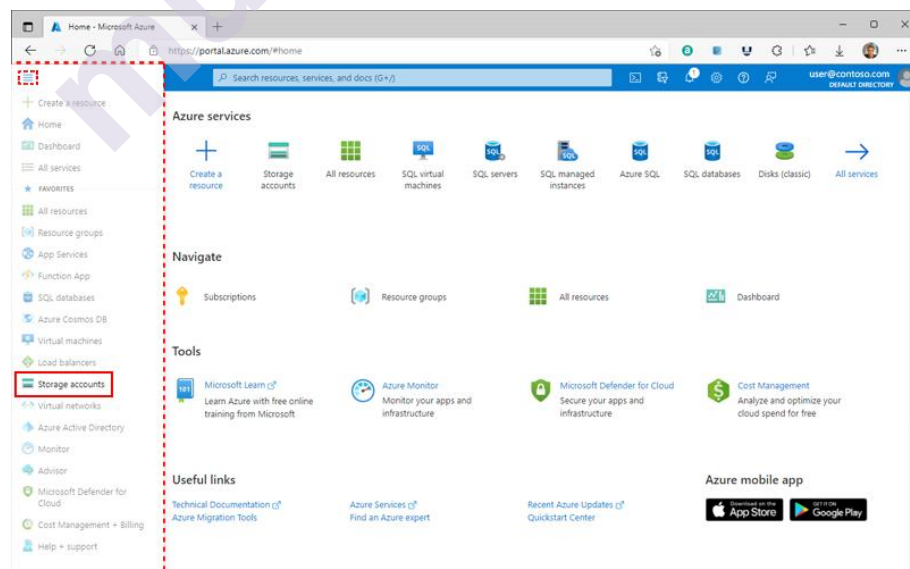 Home - Microsoft Azure
https://portal.azure.com/#home
Search resources, services, and docs (G+/)
1
user@contoso.com
DEFAULT DIRECTORY
Create a resource
Home
Dashboard
All services
FAVORITES
All resources
Resource groups
App Services
Function App
SQL databases
Azure Cosmos DB
Virtual machines
Load balancers
Storage accounts
Virtual networks
Azure Active Directory
Monitor
Advisor
Microsoft Defender for
Cloud
Cost Management + Billing
Help + support
Azure services
Create a
resource
Storage
accounts
All resources
SQL virtual
machines
SQL servers
SQL managed
instances
Azure SQL
SQL databases
Disks (classic)
All services
Navigate
Subscriptions
Resource groups
All resources
Dashboard
Tools
Microsoft Learn
Learn Azure with free online
training from Microsoft
Azure Monitor
Monitor your apps and
infrastructure
Microsoft Defender for Cloud
Secure your apps and
infrastructure
Cost Management
Analyze and optimize your
cloud spend for free
Useful links
Technical Documentation
Azure Migration Tools
Azure Services
Find an Azure expert
Recent Azure Updates
Quickstart Center
Azure mobile app
Download on the
App Store
GET IT ON
Google Play